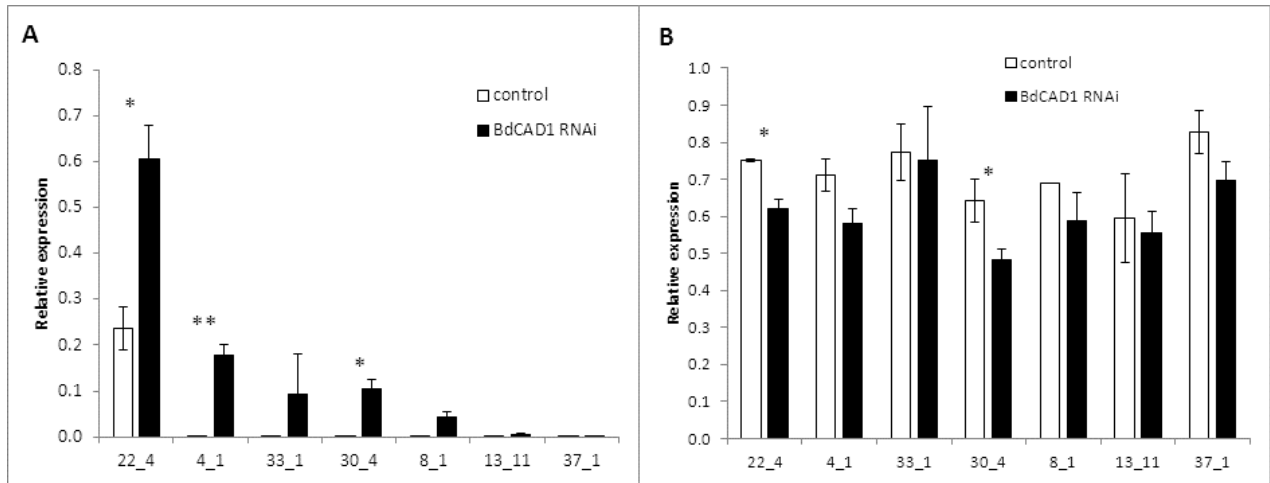 A
Relative expression
0.8
0.7
0.6
0.5
0.4
0.3
0.2
0.1
0.0
*
**
*
control
BdCAD1 RNAi
22_4 4_1 33_1 30_4 8_1 13_11 37_1
B
Relative expression
1.0
0.9
0.8
0.7
0.6
0.5
0.4
0.3
0.2
0.1
0.0
*
*
control
BdCAD1 RNAi
22_4 4_1 33_1 30_4 8_1 13_11 37_1